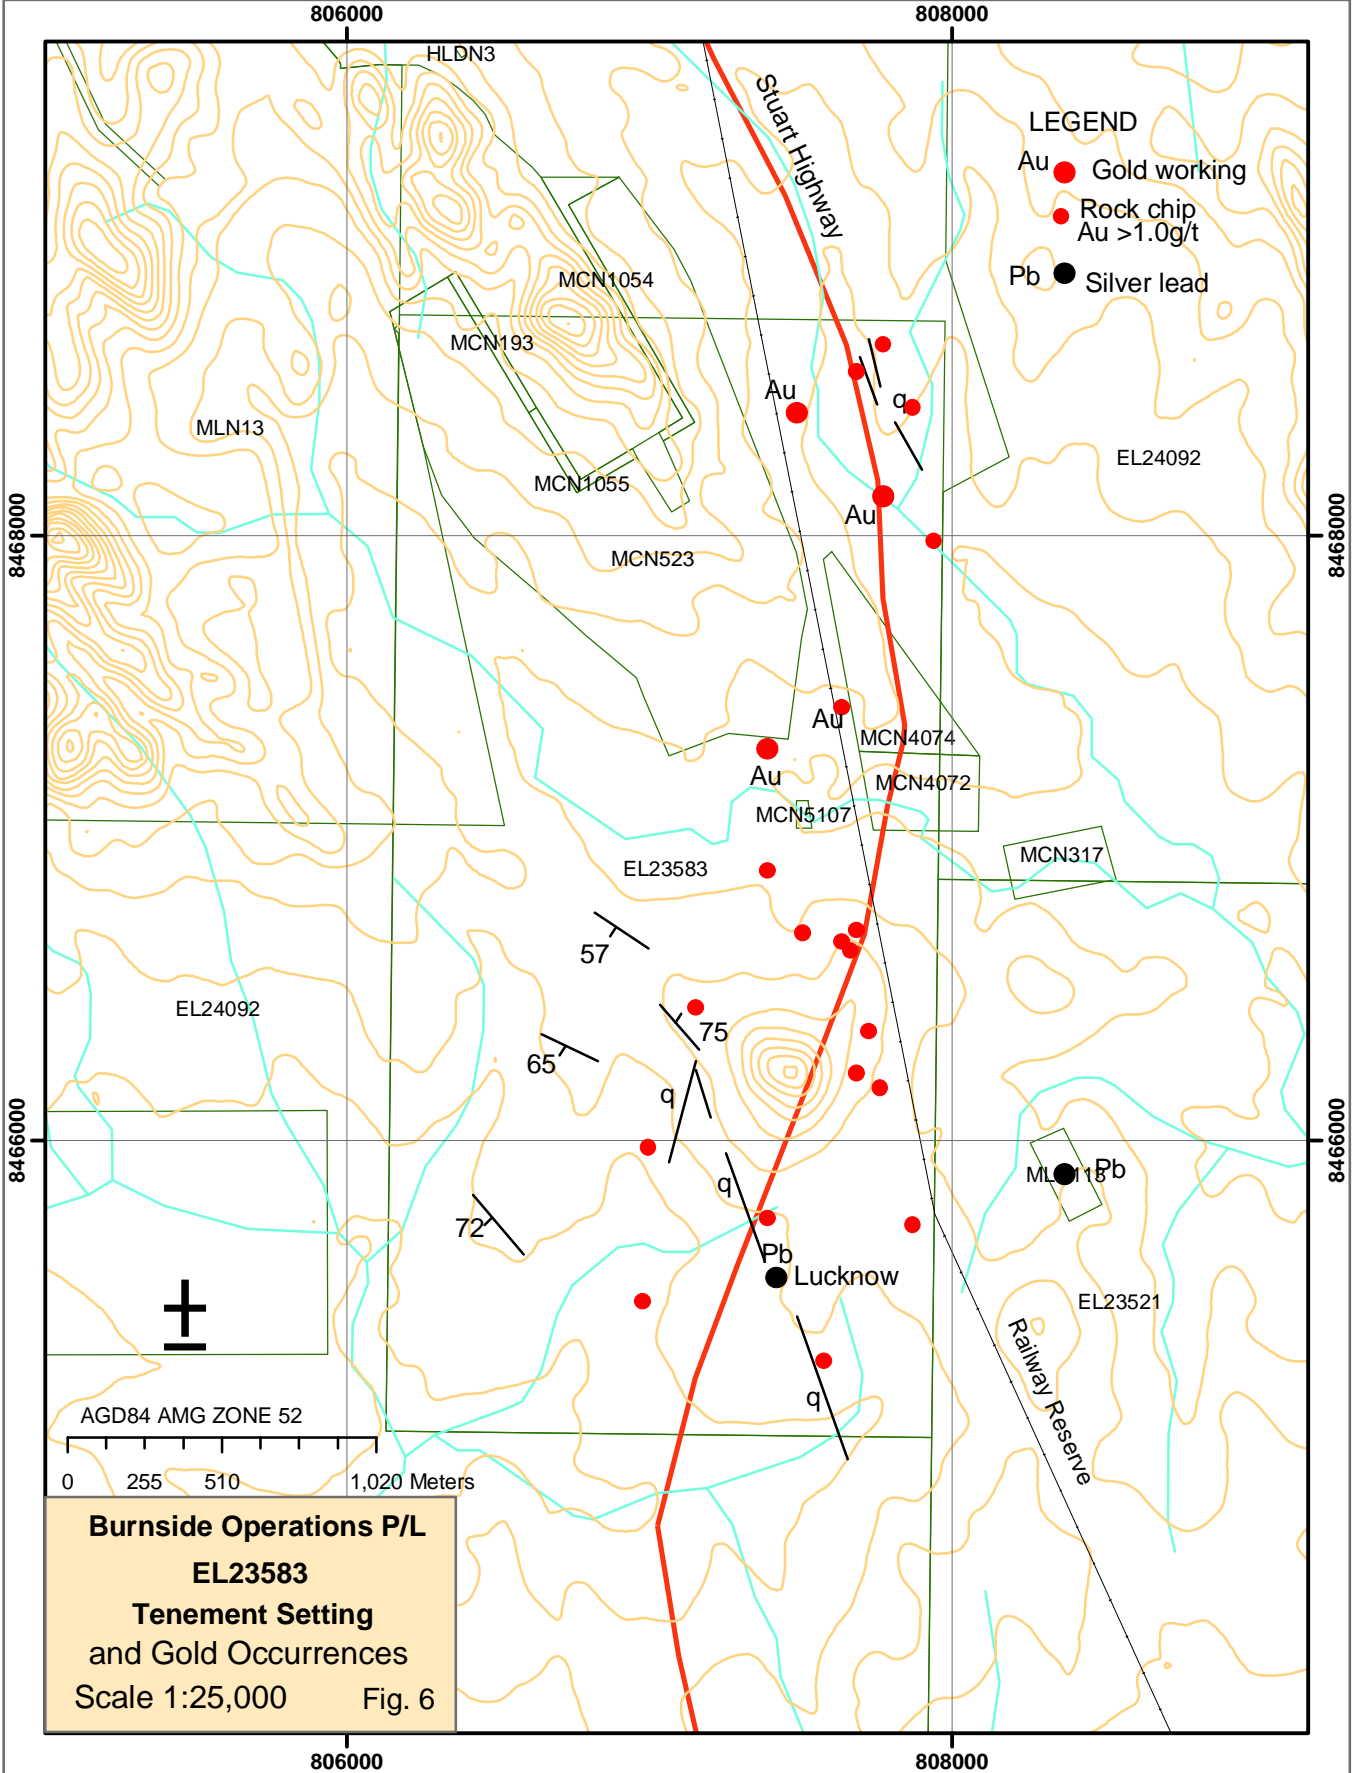 806000
808000
HLDN3
Stuart Highway
LEGEND
Au
Gold working
Rock chip
Au >1.0g/t
Pb
Silver lead
MCN1054
MCN193
Au
q
MLN13
EL24092
MCN1055
Au
8468000
8468000
MCN523
Au
MCN4074
Au
MCN4072
MCN5107
MCN317
EL23583
57
EL24092
75
65
q
8466000
8466000
Pb
q
72
Pb
Lucknow
EL23521
Railway Reserve
q
AGD84 AMG ZONE 52
0
255
510
1,020 Meters
Burnside Operations P/L
EL23583
Tenement Setting
and Gold Occurrences
Scale 1:25,000
Fig. 6
806000
808000